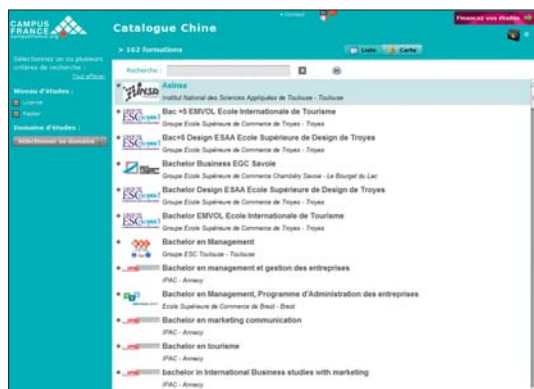 CAMPUS
FRANCE
campusfrance.org
Contact
Financez vos études
Catalogue Chine
> 162 formations
Liste
Carte
Sélectionnez un ou plusieurs
critères de recherche :
Tout effacer
Niveau d'études :
Licence
Master
Domaine d'études :
Sélectionner un domaine
Recherche :
Asinsa
Institut National des Sciences Appliquées de Toulouse - Toulouse
Bac +5 EMVOL Ecole Internationale de Tourisme
Groupe Ecole Supérieure de Commerce de Troyes - Troyes
Bac+5 Design ESAA Ecole Supérieure de Design de Troyes
Groupe Ecole Supérieure de Commerce de Troyes - Troyes
Bachelor Business EGC Savoie
Groupe Ecole Supérieure de Commerce Chambéry Savoie - Le Bourget du Lac
Bachelor Design ESAA Ecole Supérieure de Design de Troyes
Groupe Ecole Supérieure de Commerce de Troyes - Troyes
Bachelor EMVOL Ecole Internationale de Tourisme
Groupe Ecole Supérieure de Commerce de Troyes - Troyes
Bachelor en Management
Groupe ESC Toulouse - Toulouse
Bachelor en management et gestion des entreprises
IPAC - Annecy
Bachelor en Management, Programme d'Administration des entreprises
Ecole Supérieure de Commerce de Brest - Brest
Bachelor en marketing communication
IPAC - Annecy
Bachelor en tourisme
IPAC - Annecy
bachelor in International Business studies with marketing
IPAC - Annecy